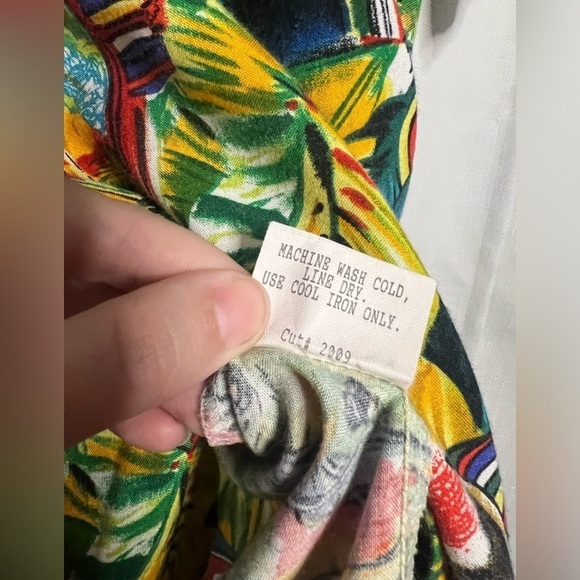 MACHINE WASH COLD,
LINE DRY.
USE COOL IRON ONLY.
Cut# 2009